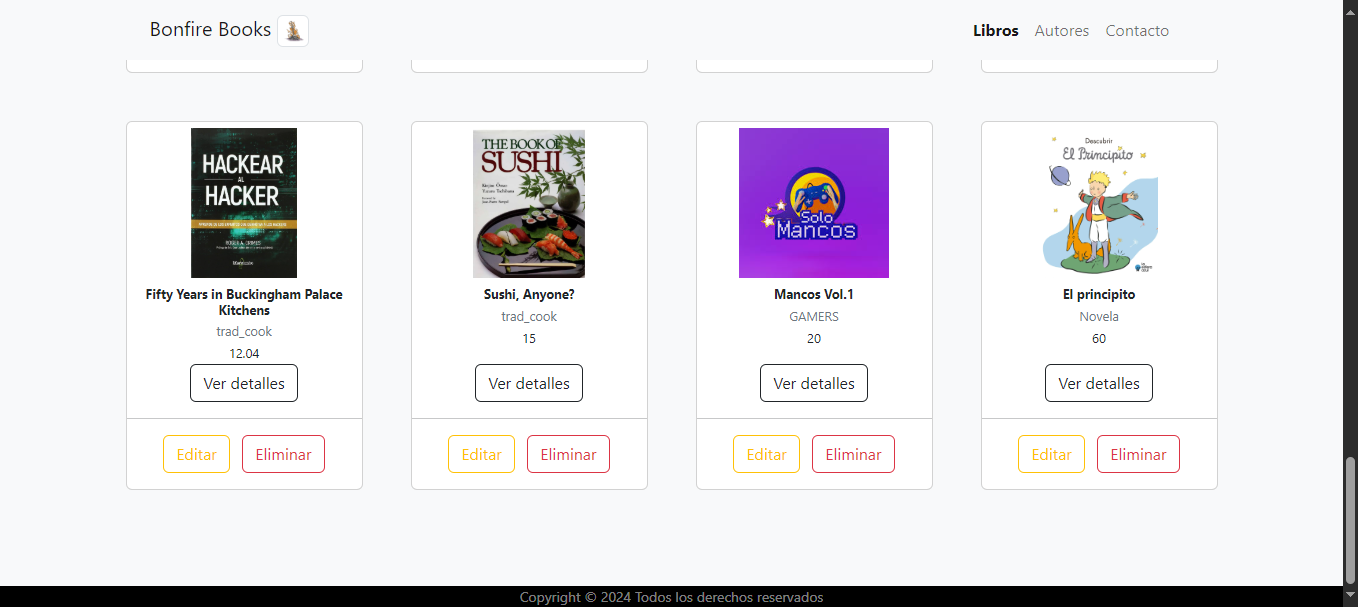 Bonfire Books
Libros Autores Contacto
HACKEAR
AL
HACKER
Fifty Years in Buckingham Palace
Kitchens
trad_cook
12.04
Ver detalles
Editar Eliminar
THE BOOK OF
SUSHI
Sushi, Anyone?
trad_cook
15
Ver detalles
Editar Eliminar
Solo
Mancos
Mancos Vol.1
GAMERS
20
Ver detalles
Editar Eliminar
Descubrir
El Principito
El principito
Novela
60
Ver detalles
Editar Eliminar
Copyright © 2024 Todos los derechos reservados